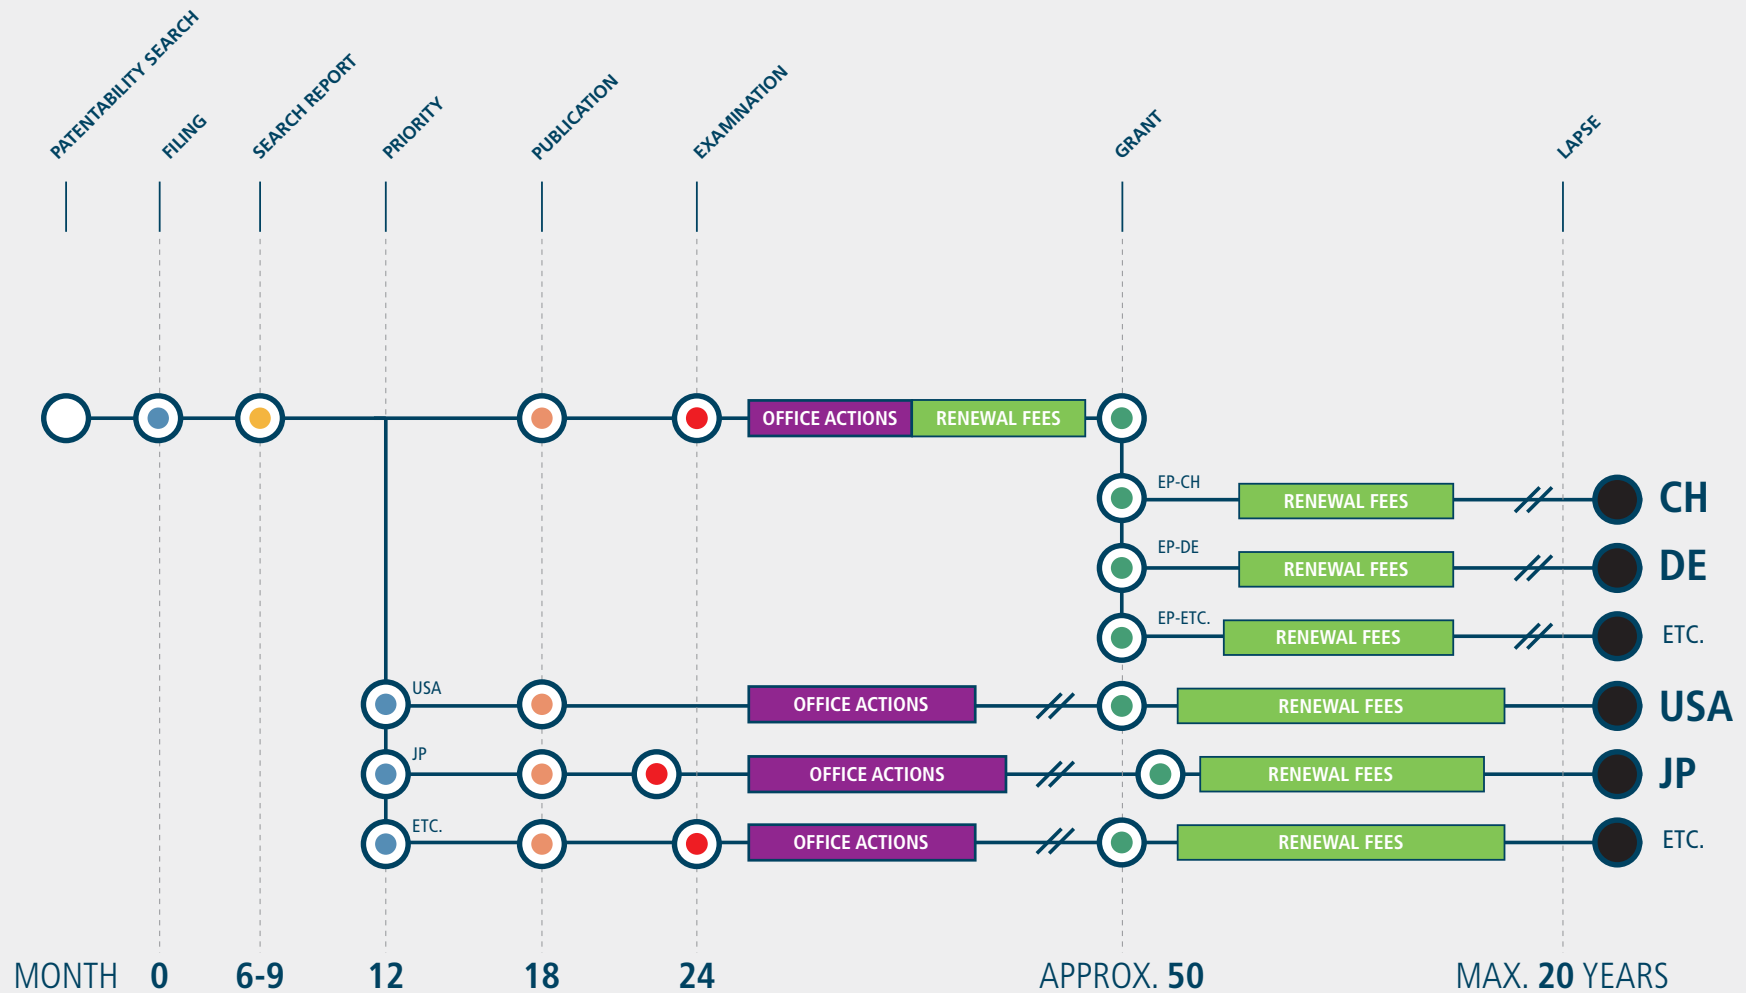 PATENTABILITY SEARCH
FILING
SEARCH REPORT
PRIORITY
PUBLICATION
EXAMINATION
GRANT
LAPSE
OFFICE ACTIONS
RENEWAL FEES
EP-CH
RENEWAL FEES
CH
EP-DE
RENEWAL FEES
DE
EP-ETC.
RENEWAL FEES
ETC.
USA
OFFICE ACTIONS
RENEWAL FEES
USA
JP
OFFICE ACTIONS
RENEWAL FEES
JP
ETC.
OFFICE ACTIONS
RENEWAL FEES
ETC.
MONTH 0 6-9 12 18 24 APPROX. 50 MAX. 20 YEARS